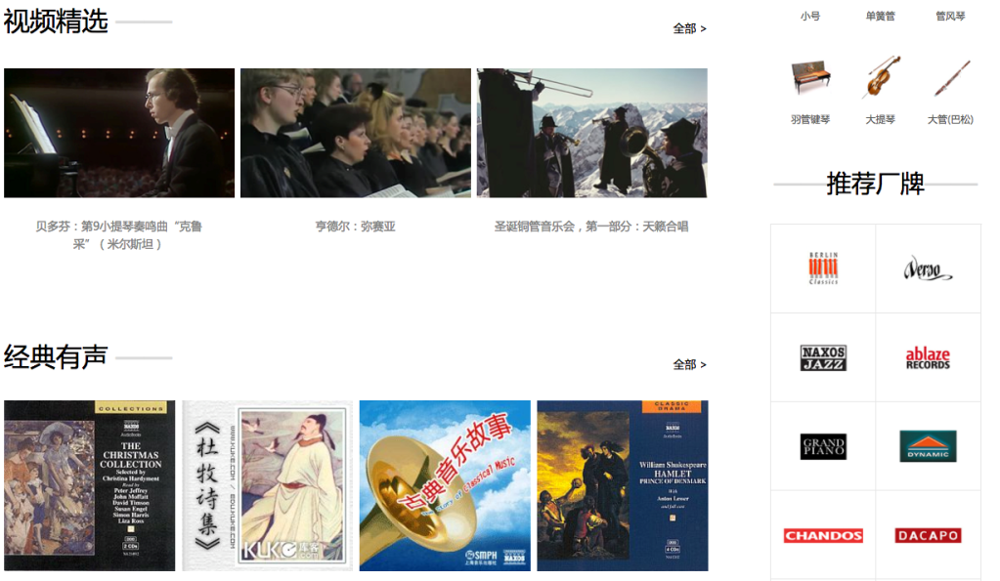 视频精选
全部 >
贝多芬：第9小提琴奏鸣曲“克鲁
采”（米尔斯坦）
亨德尔：弥赛亚
圣诞铜管音乐会，第一部分：天籁合唱
经典有声
全部 >
COLLECTIONS
NAXOS
AudioBooks
THE
CHRISTMAS
COLLECTION
Selected by
Christina Hardyment
Read by
Peter Jeffrey
John Moffatt
David Timson
Susan Engel
Simon Harris
Liza Ross
2 CDs
《杜牧诗集》
KUKE库客
.com
古典音乐故事
Story of Classical Music
SMPH
上海音乐出版社
NAXOS
CLASSIC
DRAMA
NAXOS
AudioBooks
William Shakespeare
HAMLET
PRINCE OF DENMARK
With
Anton Lesser
and full cast
4 CDs
小号
单簧管
管风琴
羽管键琴
大提琴
大管(巴松)
推荐厂牌
BERLIN
Classics
Verso
NAXOS
JAZZ
ablaze
RECORDS
GRAND
PIANO
DYNAMIC
CHANDOS
DACAPO